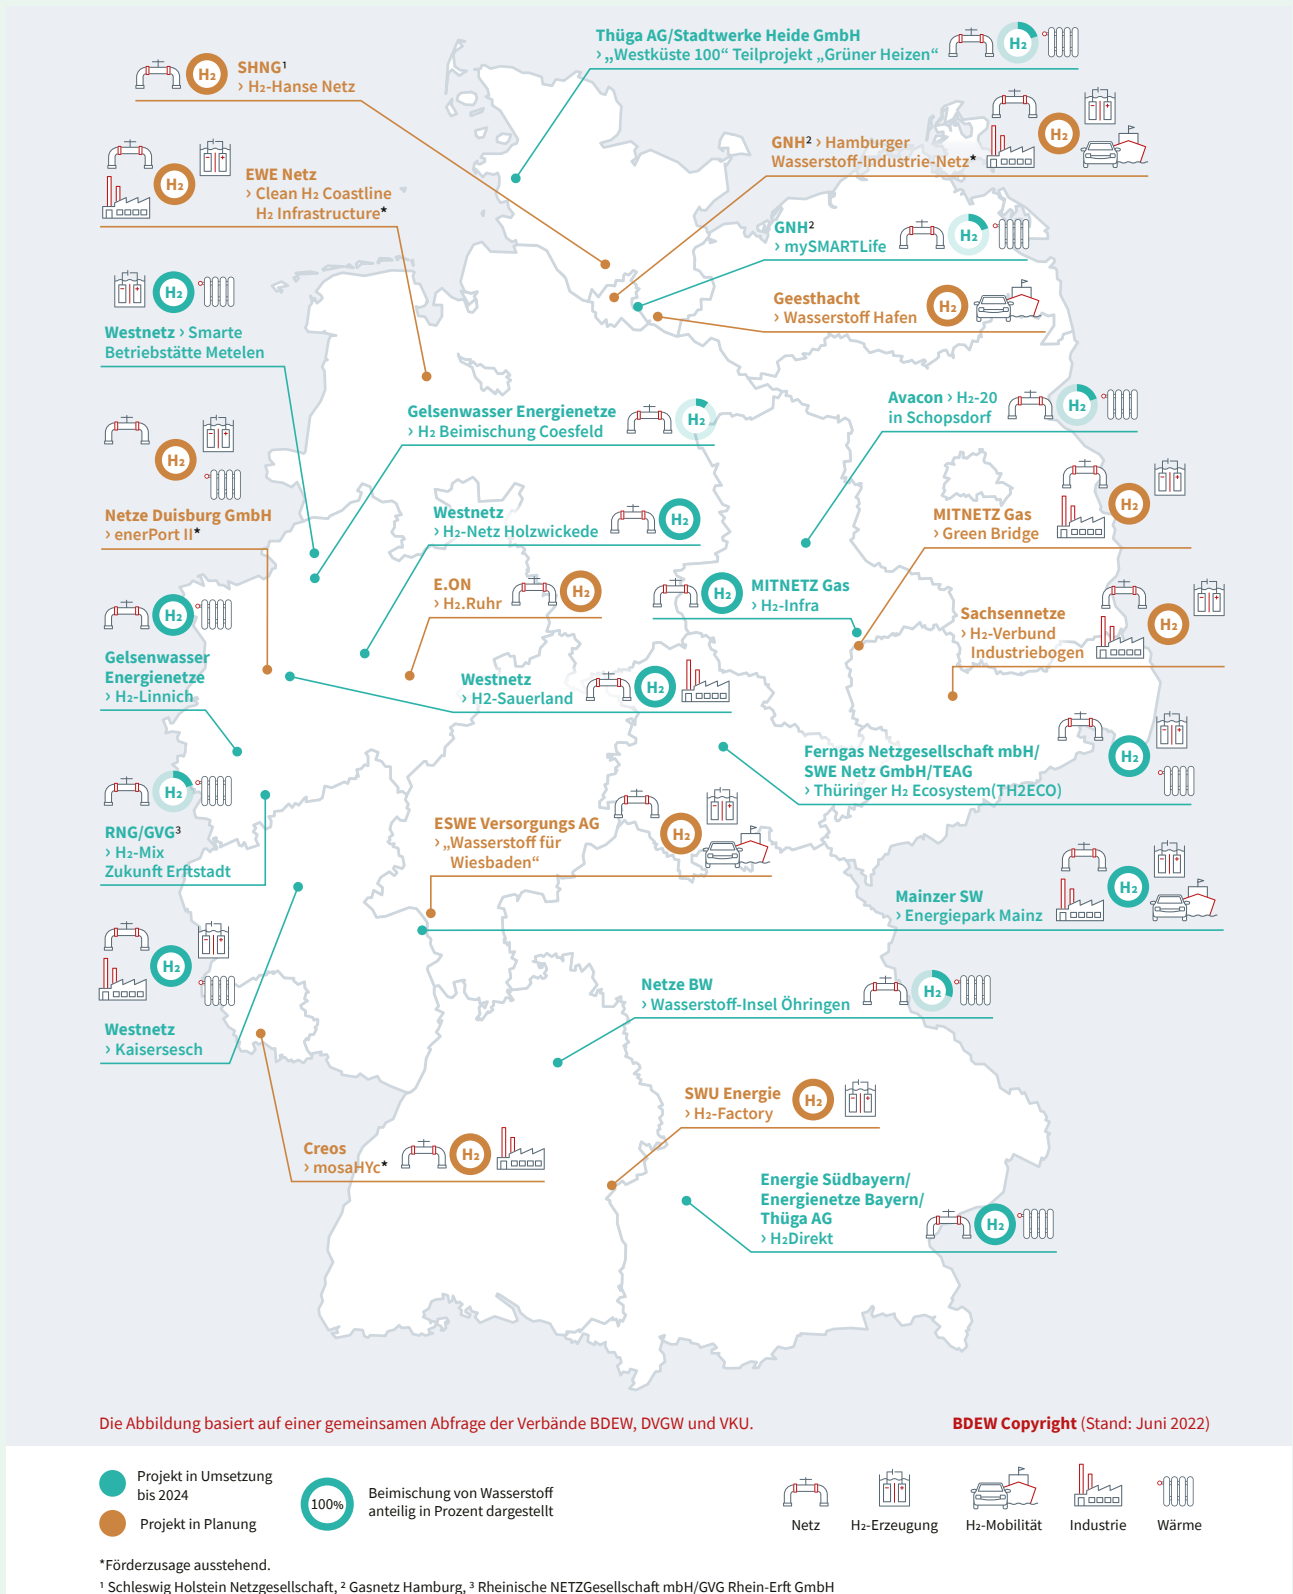 Thüga AG/Stadtwerke Heide GmbH
› „Westküste 100“ Teilprojekt „Grüner Heizen“
H₂
SHNG¹
› H₂-Hanse Netz
H₂
GNH² › Hamburger
Wasserstoff-Industrie-Netz*
H₂
EWE Netz
› Clean H₂ Coastline
H₂ Infrastructure*
H₂
GNH²
› mySMARTLife
H₂
Geesthacht
› Wasserstoff Hafen
H₂
Westnetz › Smarte
Betriebstätte Metelen
H₂
Gelsenwasser Energienetze
› H₂ Beimischung Coesfeld
H₂
Avacon › H₂-20
in Schopsdorf
H₂
Netze Duisburg GmbH
› enerPort II*
H₂
Westnetz
› H₂-Netz Holzwickede
H₂
MITNETZ Gas
› Green Bridge
H₂
E.ON
› H₂.Ruhr
H₂
MITNETZ Gas
› H₂-Infra
H₂
Sachsennetze
› H₂-Verbund
Industriebogen
H₂
Gelsenwasser
Energienetze
› H₂-Linnich
H₂
Westnetz
› H2-Sauerland
H₂
Ferngas Netzgesellschaft mbH/
SWE Netz GmbH/TEAG
› Thüringer H₂ Ecosystem(TH2ECO)
H₂
RNG/GVG³
› H₂-Mix
Zukunft Erftstadt
H₂
ESWE Versorgungs AG
› „Wasserstoff für
Wiesbaden“
H₂
Mainzer SW
› Energiepark Mainz
H₂
Westnetz
› Kaisersesch
H₂
Netze BW
› Wasserstoff-Insel Öhringen
H₂
SWU Energie
› H₂-Factory
H₂
Creos
› mosaHYc*
H₂
Energie Südbayern/
Energienetze Bayern/
Thüga AG
› H₂Direkt
H₂
Die Abbildung basiert auf einer gemeinsamen Abfrage der Verbände BDEW, DVGW und VKU.
BDEW Copyright (Stand: Juni 2022)
Projekt in Umsetzung
bis 2024
Projekt in Planung
100%
Beimischung von Wasserstoff
anteilig in Prozent dargestellt
Netz
H₂-Erzeugung
H₂-Mobilität
Industrie
Wärme
*Förderzusage ausstehend.
¹ Schleswig Holstein Netzgesellschaft, ² Gasnetz Hamburg, ³ Rheinische NETZGesellschaft mbH/GVG Rhein-Erft GmbH